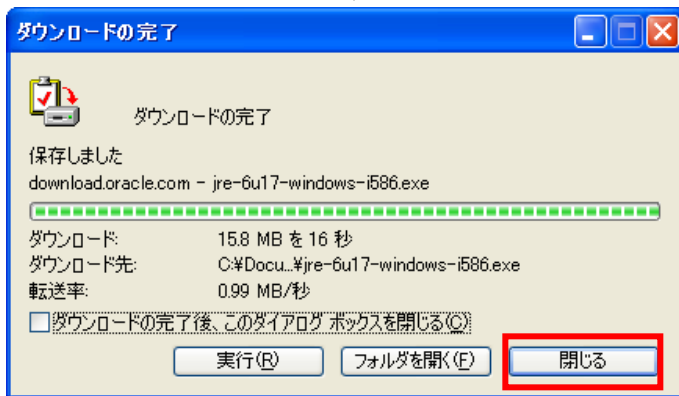 ダウンロードの完了
ダウンロードの完了
保存しました
download.oracle.com - jre-6u17-windows-i586.exe
ダウンロード: 15.8 MB を 16 秒
ダウンロード先: C:¥Docu...¥jre-6u17-windows-i586.exe
転送率: 0.99 MB/秒
ダウンロードの完了後、このダイアログ ボックスを閉じる(C)
実行(R) フォルダを開く(F) 閉じる